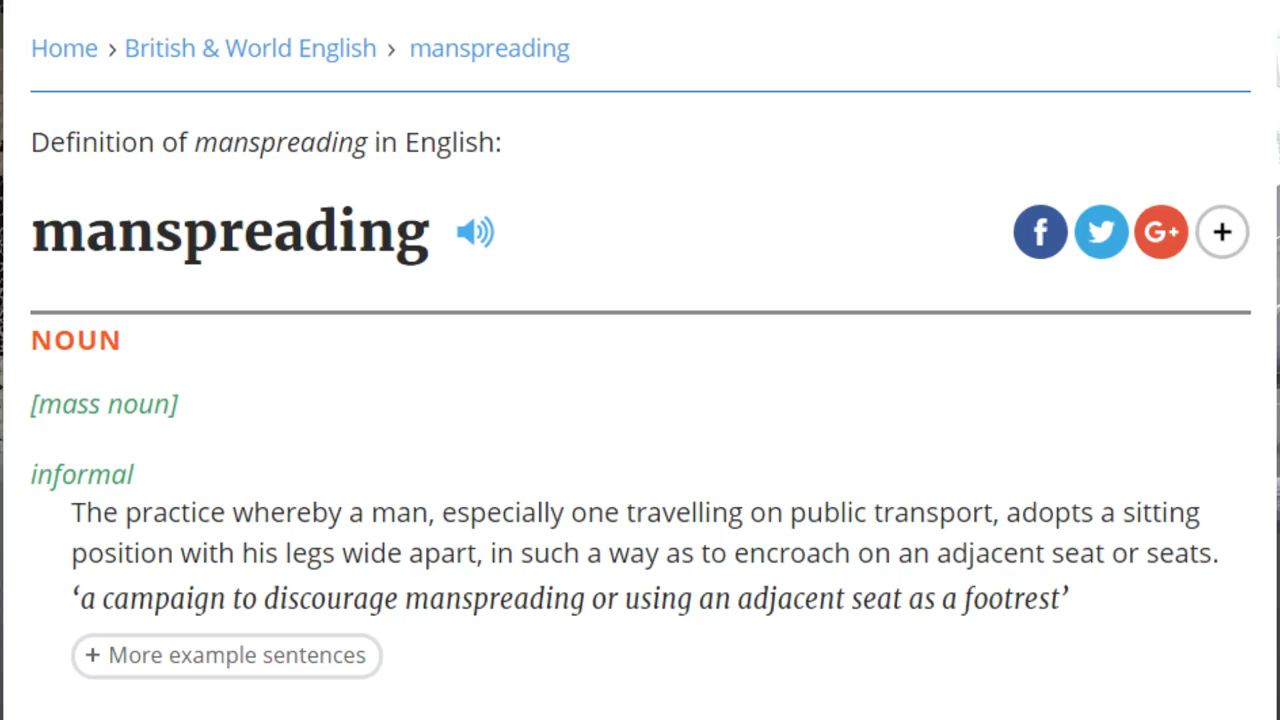 Home › British & World English › manspreading
Definition of manspreading in English:
manspreading
f G+ +
NOUN
[mass noun]
informal
The practice whereby a man, especially one travelling on public transport, adopts a sitting
position with his legs wide apart, in such a way as to encroach on an adjacent seat or seats.
‘a campaign to discourage manspreading or using an adjacent seat as a footrest’
+ More example sentences